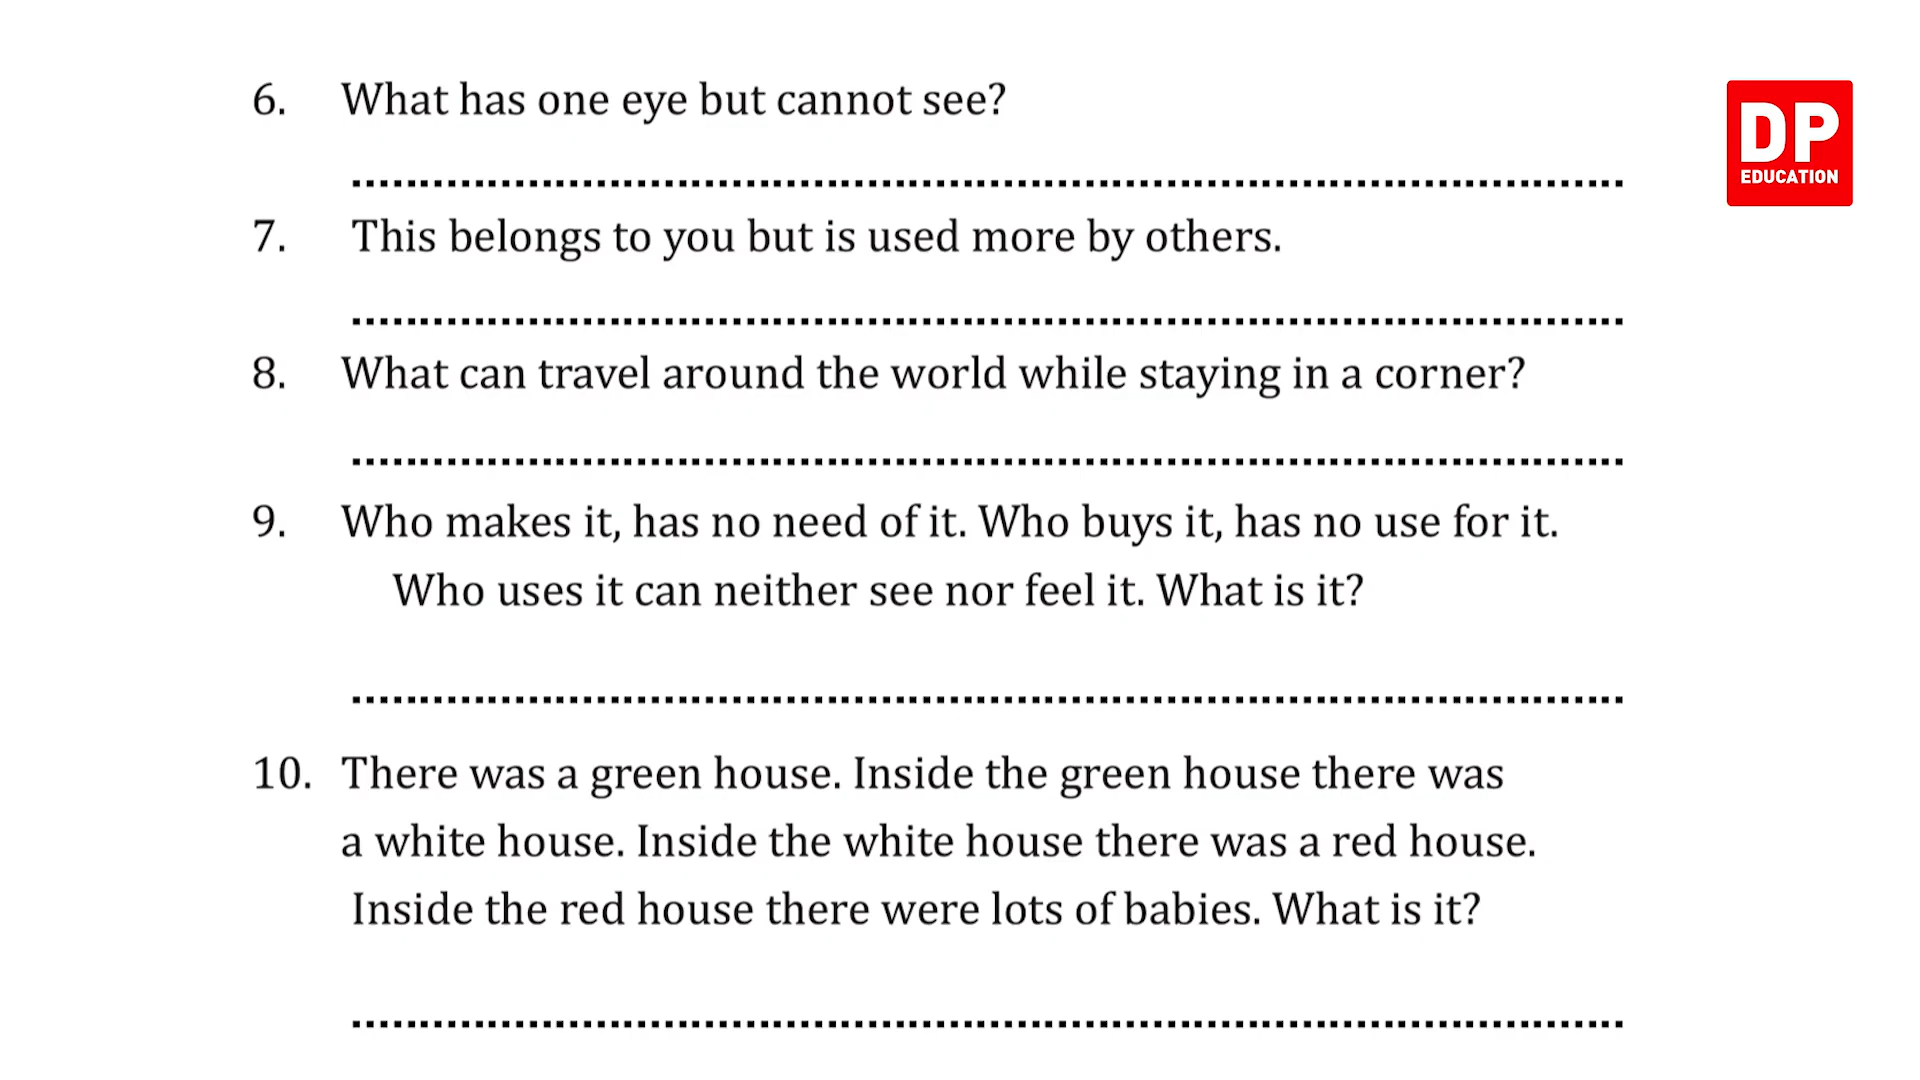 6. What has one eye but cannot see?
DP
EDUCATION
7. This belongs to you but is used more by others.
8. What can travel around the world while staying in a corner?
9. Who makes it, has no need of it. Who buys it, has no use for it.
Who uses it can neither see nor feel it. What is it?
10. There was a green house. Inside the green house there was
a white house. Inside the white house there was a red house.
Inside the red house there were lots of babies. What is it?